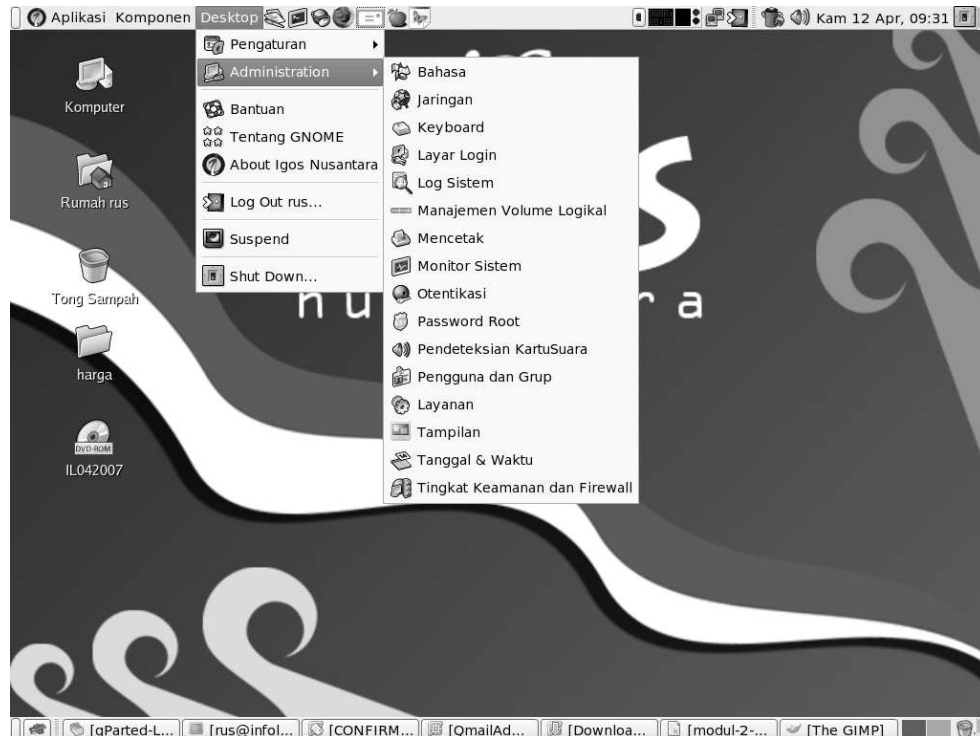 Aplikasi Komponen Desktop Kam 12 Apr, 09:31
Pengaturan
Administration
Bantuan
Tentang GNOME
About Igos Nusantara
Log Out rus...
Suspend
Shut Down...
Bahasa
Jaringan
Keyboard
Layar Login
Log Sistem
Manajemen Volume Logikal
Mencetak
Monitor Sistem
Otentikasi
Password Root
Pendeteksian KartuSuara
Pengguna dan Grup
Layanan
Tampilan
Tanggal & Waktu
Tingkat Keamanan dan Firewall
Komputer
Rumah rus
Tong Sampah
harga
DVD-ROM
IL042007
[gParted-L... [rus@infol... [CONFIRM... [QmailAd... [Downloa... [modul-2-... [The GIMP]